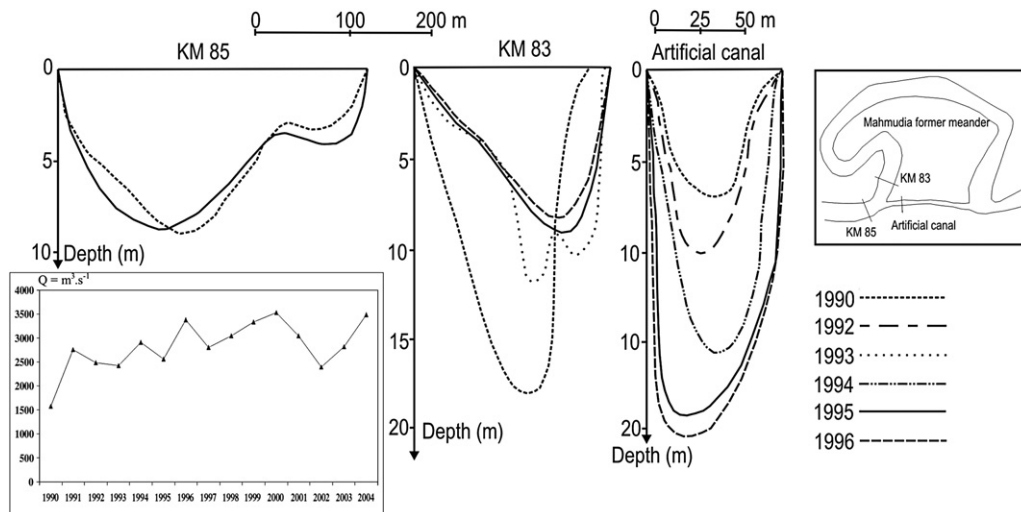 0 100 200 m
0 25 50 m
KM 85
KM 83
Artificial canal
0
5
10
Depth (m)
0
5
10
15
20
Depth (m)
0
5
10
10
20
Depth (m)
Mahmudia former meander
KM 83
KM 85
Artificial canal
1990
1992
1993
1994
1995
1996
Q = m³.s⁻¹
4000
3500
3000
2500
2000
1500
1000
500
0
1990 1991 1992 1993 1994 1995 1996 1997 1998 1999 2000 2001 2002 2003 2004